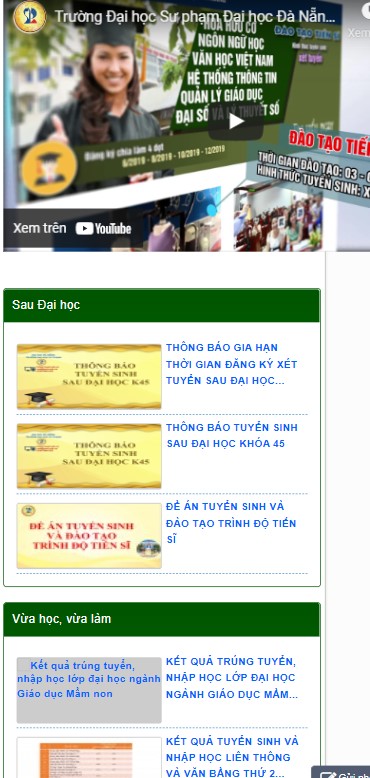 Trường Đại học Sư phạm Đại học Đà Nẵn...
HÓA HỮU CƠ
NGÔN NGỮ HỌC
VĂN HỌC VIỆT NAM
HỆ THỐNG THÔNG TIN
QUẢN LÝ GIÁO DỤC
ĐẠI SỐ VÀ LÝ THUYẾT SỐ
ĐÀO TẠO TIẾN SĨ
xét tuyển
Xem
Đăng ký chia làm 4 đợt
6/2019 - 8/2019 - 10/2019 - 12/2019
ĐÀO TẠO TIẾ
THỜI GIAN ĐÀO TẠO: 03 -
HÌNH THỨC TUYỂN SINH: X
Xem trên YouTube
Sau Đại học
THÔNG BÁO
TUYỂN SINH
SAU ĐẠI HỌC K45
THÔNG BÁO GIA HẠN
THỜI GIAN ĐĂNG KÝ XÉT
TUYỂN SAU ĐẠI HỌC...
THÔNG BÁO
TUYỂN SINH
SAU ĐẠI HỌC K45
THÔNG BÁO TUYỂN SINH
SAU ĐẠI HỌC KHÓA 45
ĐỀ ÁN TUYỂN SINH
VÀ ĐÀO TẠO
TRÌNH ĐỘ TIẾN SĨ
ĐỀ ÁN TUYỂN SINH VÀ
ĐÀO TẠO TRÌNH ĐỘ TIẾN
SĨ
Vừa học, vừa làm
Kết quả trúng tuyển,
nhập học lớp đại học ngành
Giáo dục Mầm non
KẾT QUẢ TRÚNG TUYỂN,
NHẬP HỌC LỚP ĐẠI HỌC
NGÀNH GIÁO DỤC MẦM...
KẾT QUẢ TUYỂN SINH VÀ
NHẬP HỌC LIÊN THÔNG
VÀ VĂN BẰNG THỨ 2...